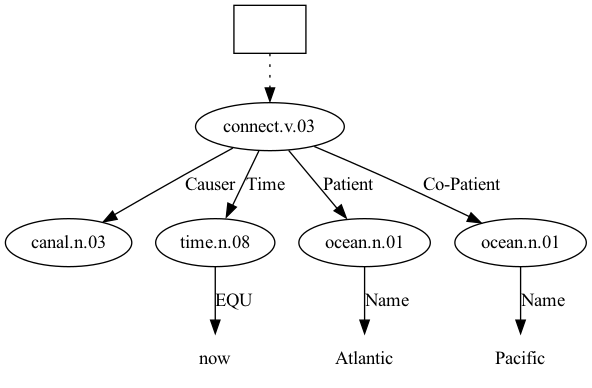 connect.v.03
Causer Time Patient Co-Patient
canal.n.03 time.n.08 ocean.n.01 ocean.n.01
EQU Name Name
now Atlantic Pacific